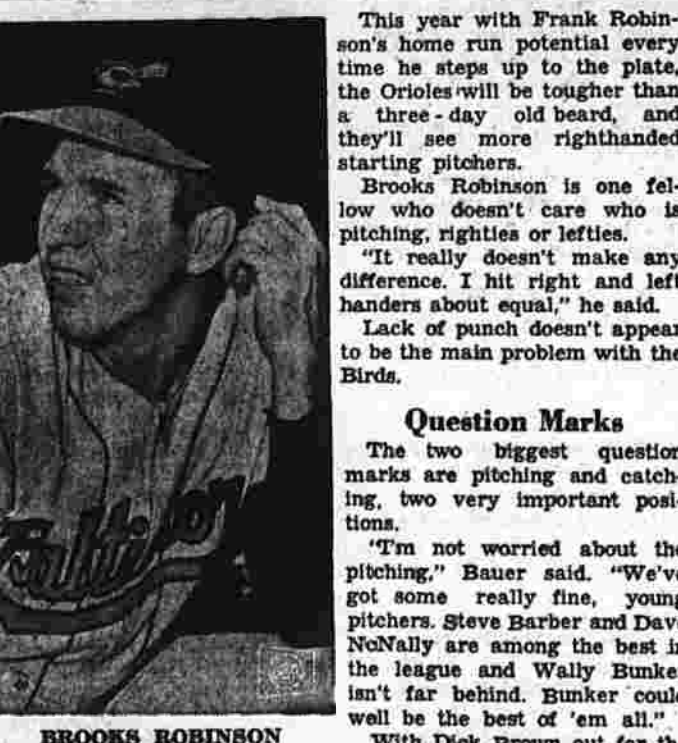 This year with Frank Robin-
son's home run potential every
time he steps up to the plate,
the Orioles will be tougher than
a three-day old beard, and
they'll see more righthanded
starting pitchers.
Brooks Robinson is one fel-
low who doesn't care who is
pitching, righties or lefties.
"It really doesn't make any
difference. I hit right and left
handers about equal," he said.
Lack of punch doesn't appear
to be the main problem with the
Birds.
Question Marks
The two biggest question
marks are pitching and catch-
ing, two very important posi-
tions.
"I'm not worried about the
pitching," Bauer said. "We've
got some really fine, young
pitchers. Steve Barber and Dave
NcNally are among the best in
the league and Wally Bunker
isn't far behind. Bunker could
well be the best of 'em all."
With Dick Brown out for the
BROOKS ROBINSON